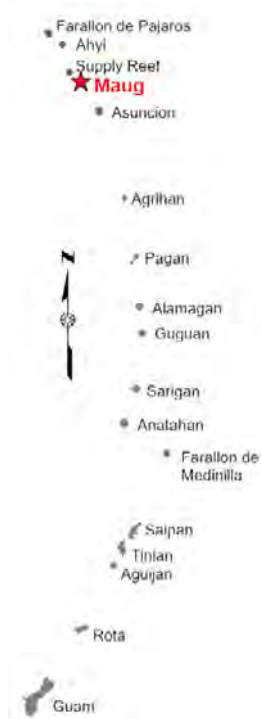 Farallon de Pajaros
Ahyi
Supply Reef
Maug
Asuncion
Agrihan
N
Pagan
Alamagan
Guguan
Sarigan
Anatahan
Farallon de
Medinilla
Saipan
Tinian
Aguijan
Rota
Guam